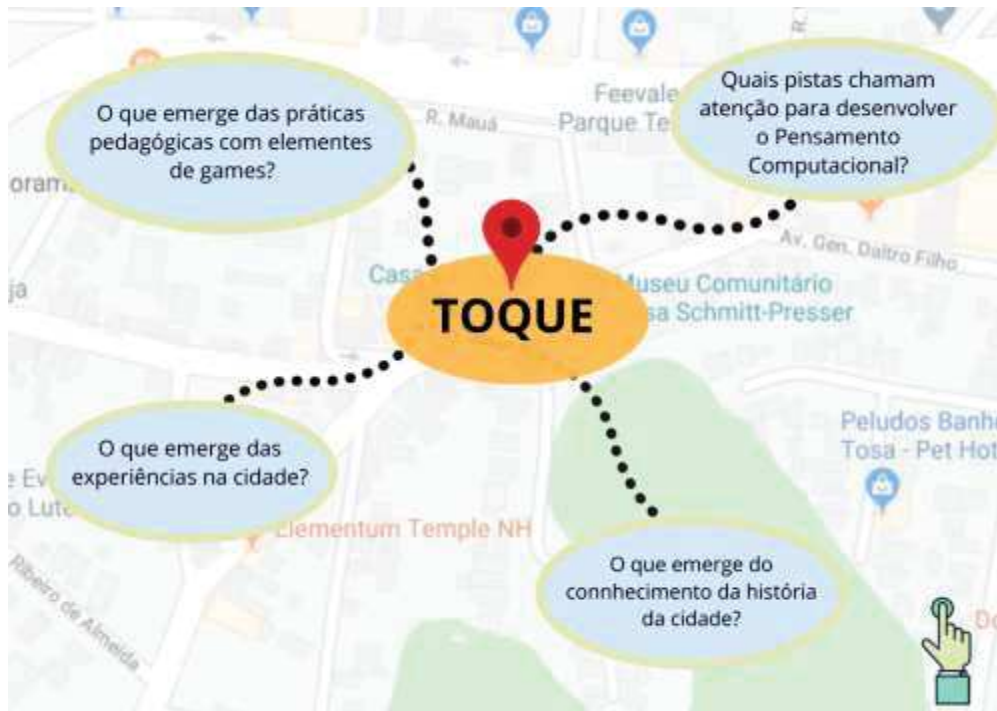 O que emerge das práticas
pedagógicas com elementes
de games?
Quais pistas chamam
atenção para desenvolver
o Pensamento
Computacional?
Feevale
Parque Te
R. Mauá
Av. Gen. Daltro Filho
Casa
Museu Comunitário
sa Schmitt-Presser
TOQUE
O que emerge das
experiências na cidade?
Peludos Banh
Tosa - Pet Hot
Elementum Temple NH
O que emerge do
connhecimento da história
da cidade?
Ribeiro de Almeida